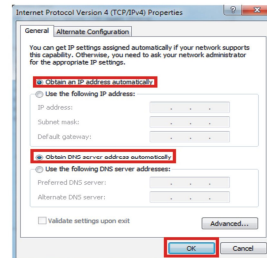 Internet Protocol Version 4 (TCP/IPv4) Properties
General Alternate Configuration
You can get IP settings assigned automatically if your network supports
this capability. Otherwise, you need to ask your network administrator
for the appropriate IP settings.
Obtain an IP address automatically
Use the following IP address:
IP address:
Subnet mask:
Default gateway:
Obtain DNS server address automatically
Use the following DNS server addresses:
Preferred DNS server:
Alternate DNS server:
Validate settings upon exit
Advanced...
OK Cancel